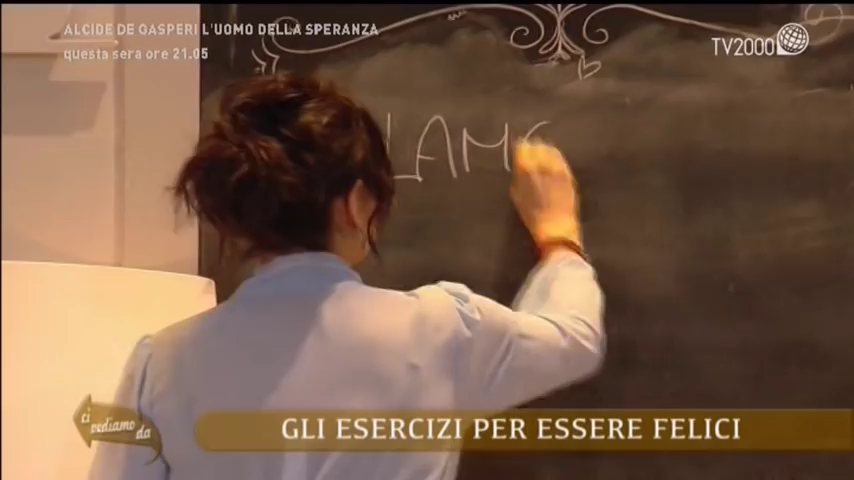 ALCIDE DE GASPERI L'UOMO DELLA SPERANZA
questa sera ore 21.05
TV2000
LAMO
ci
vediamo
da
GLI ESERCIZI PER ESSERE FELICI